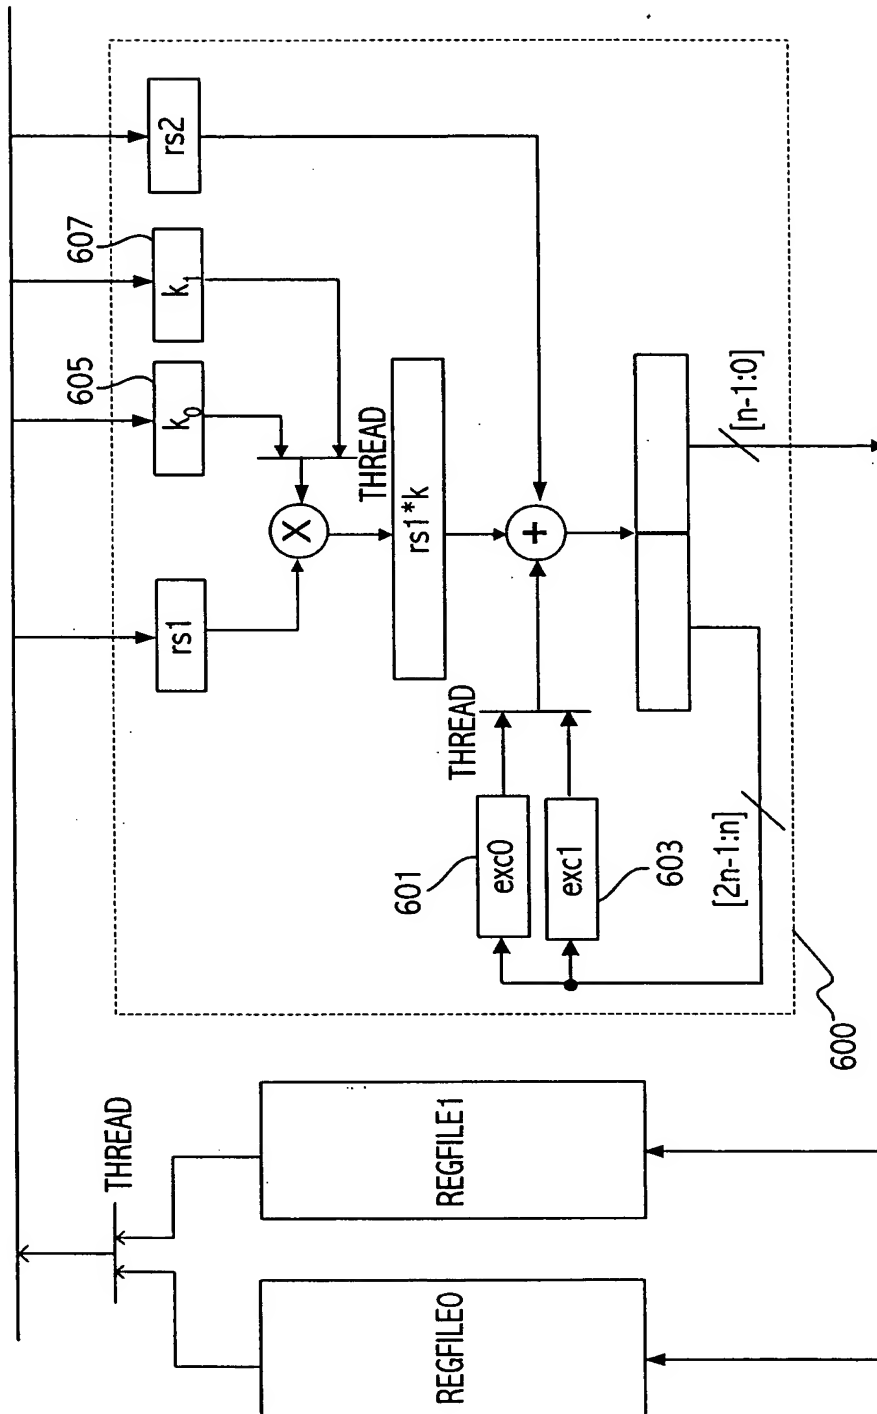 THREAD
REGFILE0
REGFILE1
rs1
605
k0
607
k1
rs2
X
THREAD
rs1*k
THREAD
601
exc0
exc1
603
+
[2n-1:n]
[n-1:0]
600